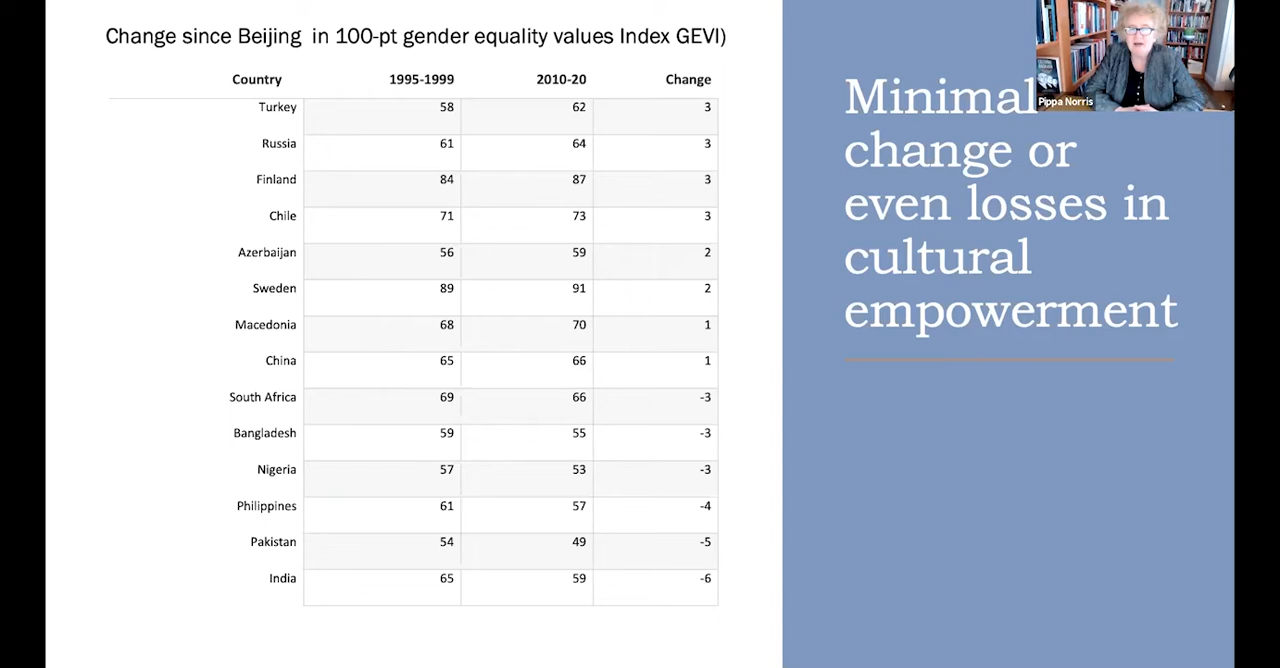 Change since Beijing in 100-pt gender equality values Index GEVI)
Country 1995-1999 2010-20 Change
Turkey 58 62 3
Russia 61 64 3
Finland 84 87 3
Chile 71 73 3
Azerbaijan 56 59 2
Sweden 89 91 2
Macedonia 68 70 1
China 65 66 1
South Africa 69 66 -3
Bangladesh 59 55 -3
Nigeria 57 53 -3
Philippines 61 57 -4
Pakistan 54 49 -5
India 65 59 -6
Minimal
change or
even losses in
cultural
empowerment
Pippa Norris